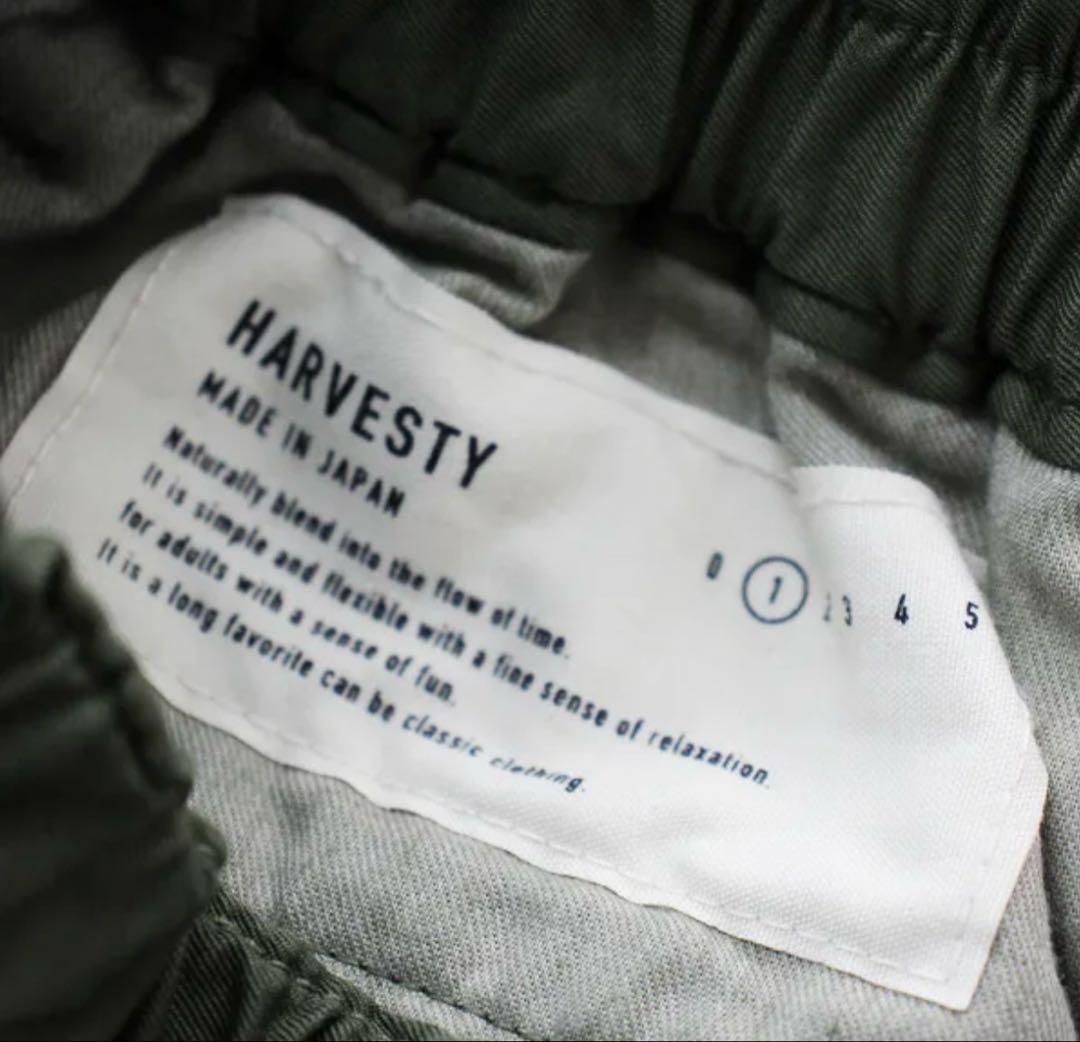 HARVESTY
MADE IN JAPAN
Naturally blend into the flow of time.
It is simple and flexible with a fine sense of relaxation.
for adults with a sense of fun.
It is a long favorite can be classic clothing.
0 1 2 3 4 5